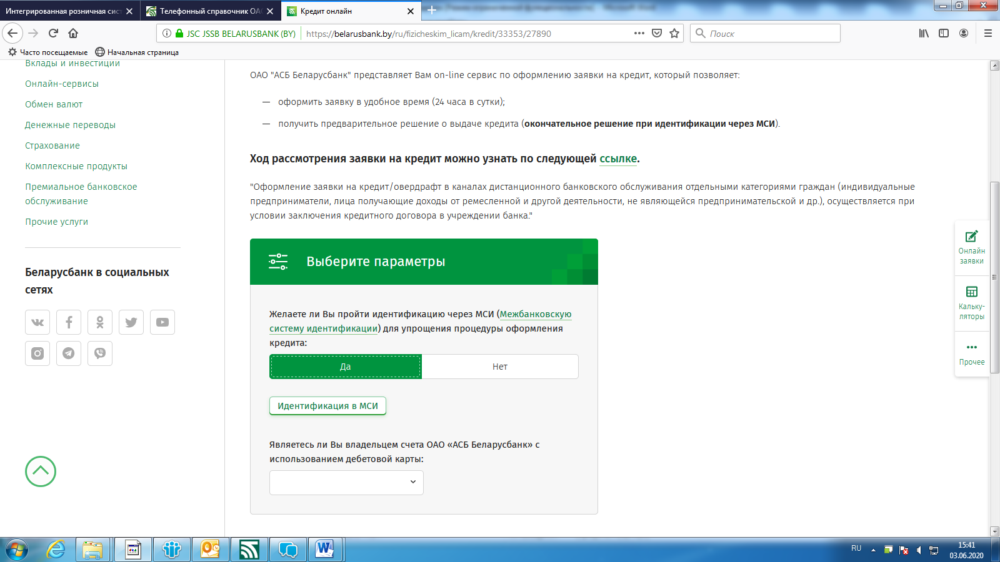 Интегрированная розничная сист
Телефонный справочник ОАО
Кредит онлайн
JSC JSSB BELARUSBANK (BY)
https://belarusbank.by/ru/fizicheskim_licam/kredit/33353/27890
Поиск
Часто посещаемые
Начальная страница
Вклады и инвестиции
Онлайн-сервисы
Обмен валют
Денежные переводы
Страхование
Комплексные продукты
Премиальное банковское
обслуживание
Прочие услуги
Беларусбанк в социальных
сетях
ОАО "АСБ Беларусбанк" представляет Вам on-line сервис по оформлению заявки на кредит, который позволяет:
— оформить заявку в удобное время (24 часа в сутки);
— получить предварительное решение о выдаче кредита (окончательное решение при идентификации через МСИ).
Ход рассмотрения заявки на кредит можно узнать по следующей ссылке.
"Оформление заявки на кредит/овердрафт в каналах дистанционного банковского обслуживания отдельными категориями граждан (индивидуальные
предприниматели, лица получающие доходы от ремесленной и другой деятельности, не являющейся предпринимательской и др.), осуществляется при
условии заключения кредитного договора в учреждении банка."
Выберите параметры
Желаете ли Вы пройти идентификацию через МСИ (Межбанковскую
систему идентификации) для упрощения процедуры оформления
кредита:
Да
Нет
Идентификация в МСИ
Являетесь ли Вы владельцем счета ОАО «АСБ Беларусбанк» с
использованием дебетовой карты:
Онлайн
заявки
Кальку-
ляторы
Прочее
RU
15:41
03.06.2020